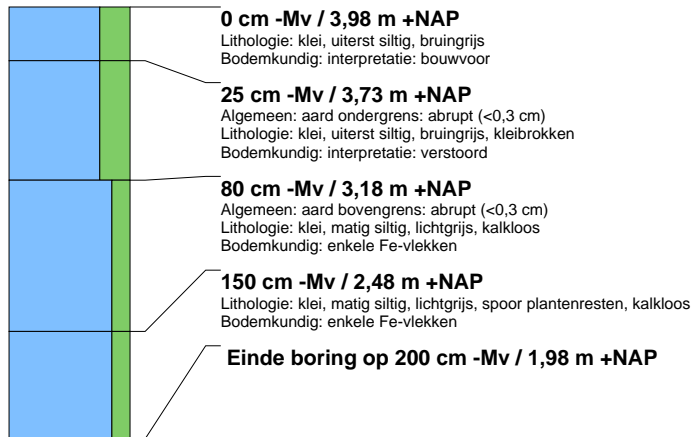 0 cm -Mv / 3,98 m +NAP
Lithologie: klei, uiterst siltig, bruingrijs
Bodemkundig: interpretatie: bouwvoor
25 cm -Mv / 3,73 m +NAP
Algemeen: aard ondergrens: abrupt (<0,3 cm)
Lithologie: klei, uiterst siltig, bruingrijs, kleibrokken
Bodemkundig: interpretatie: verstoord
80 cm -Mv / 3,18 m +NAP
Algemeen: aard bovengrens: abrupt (<0,3 cm)
Lithologie: klei, matig siltig, lichtgrijs, kalkloos
Bodemkundig: enkele Fe-vlekken
150 cm -Mv / 2,48 m +NAP
Lithologie: klei, matig siltig, lichtgrijs, spoor plantenresten, kalkloos
Bodemkundig: enkele Fe-vlekken
Einde boring op 200 cm -Mv / 1,98 m +NAP